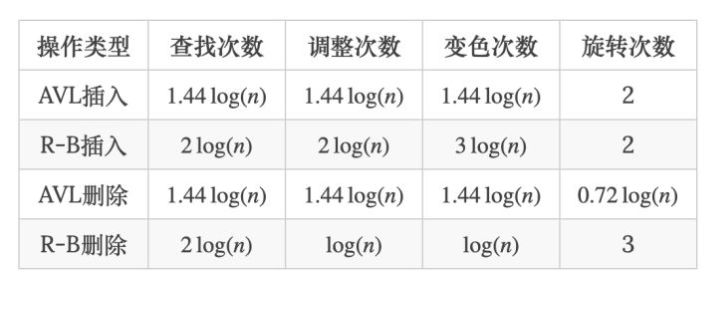 操作类型 查找次数 调整次数 变色次数 旋转次数
AVL插入 1.44 log(n) 1.44 log(n) 1.44 log(n) 2
R-B插入 2 log(n) 2 log(n) 3 log(n) 2
AVL删除 1.44 log(n) 1.44 log(n) 1.44 log(n) 0.72 log(n)
R-B删除 2 log(n) log(n) log(n) 3